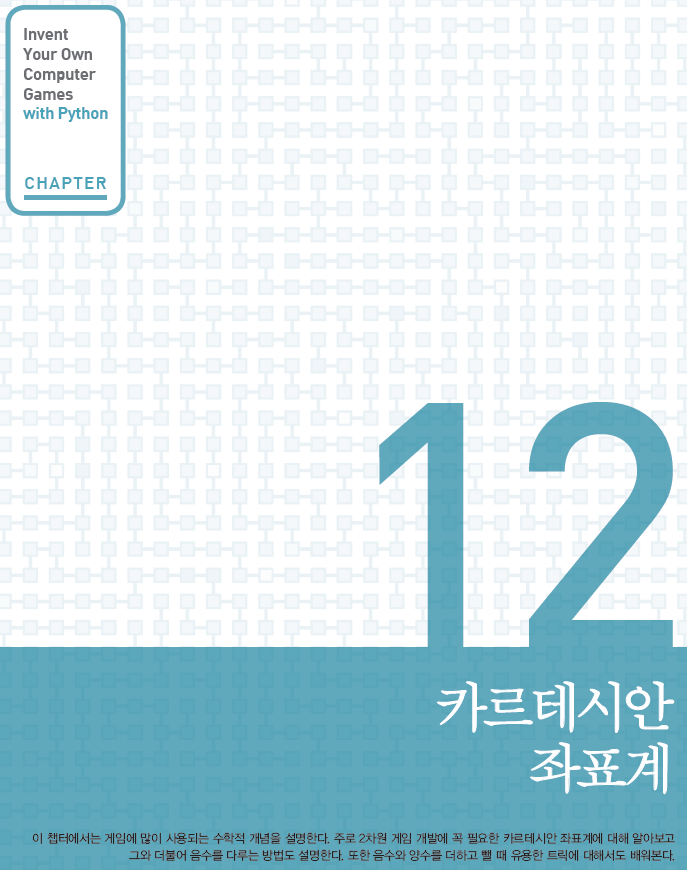 Invent
Your Own
Computer
Games
with Python
CHAPTER
12
카르테시안
좌표계
이 챕터에서는 게임에 많이 사용되는 수학적 개념을 설명한다. 주로 2차원 게임 개발에 꼭 필요한 카르테시안 좌표계에 대해 알아보고
그와 더불어 음수를 다루는 방법도 설명한다. 또한 음수와 양수를 더하고 뺄 때 유용한 트릭에 대해서도 배워본다.